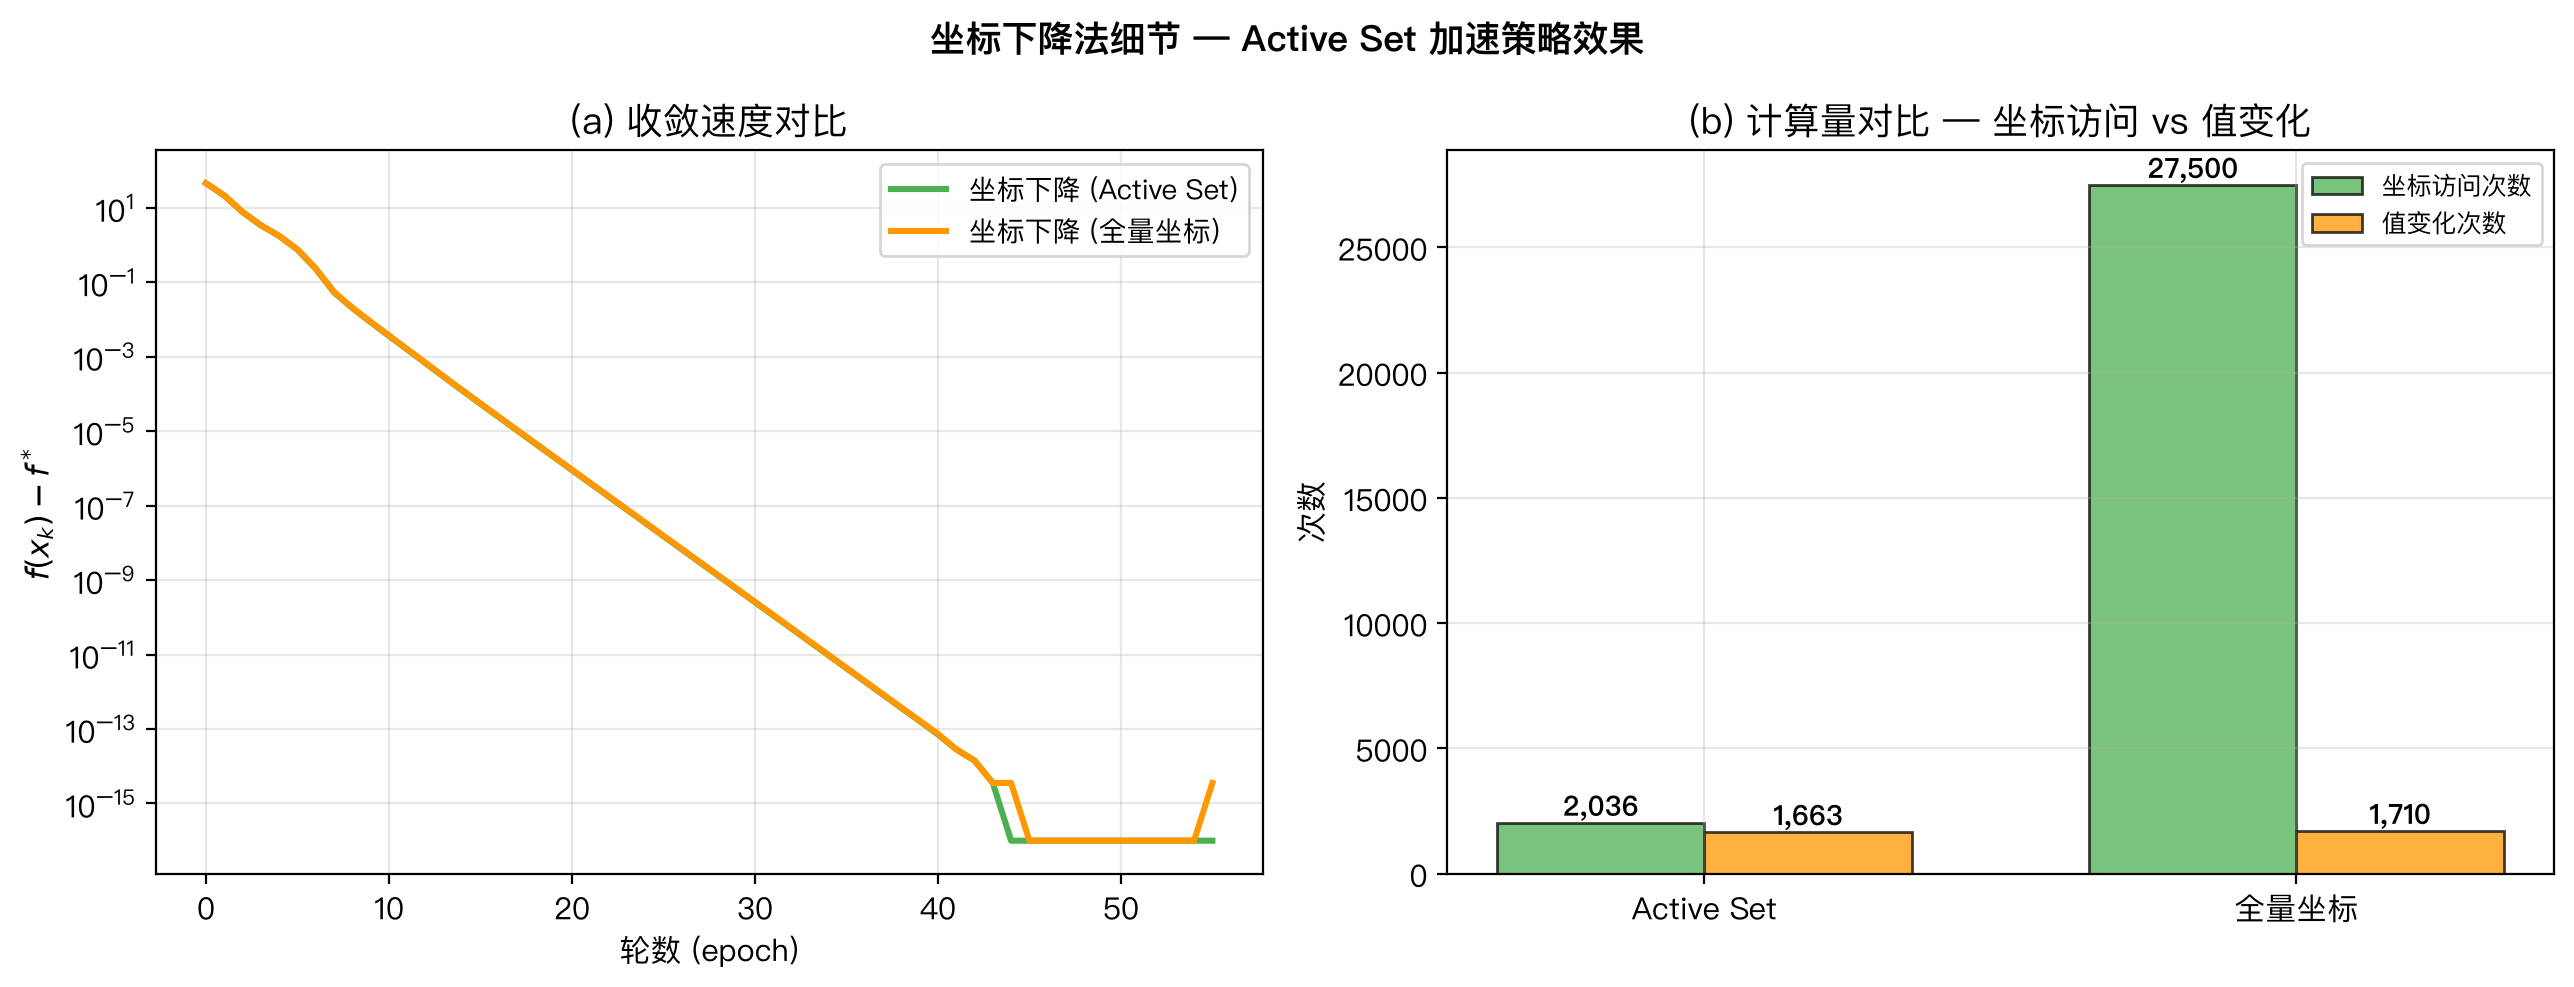 坐标下降法细节 — Active Set 加速策略效果
(a) 收敛速度对比
坐标下降 (Active Set)
坐标下降 (全量坐标)
10^1
10^−1
10^−3
10^−5
10^−7
10^−9
10^−11
10^−13
10^−15
f(x_k) − f^*
0 10 20 30 40 50
轮数 (epoch)
(b) 计算量对比 — 坐标访问 vs 值变化
坐标访问次数
值变化次数
27,500
25000
20000
15000
10000
5000
0
次数
2,036
1,663
1,710
Active Set
全量坐标